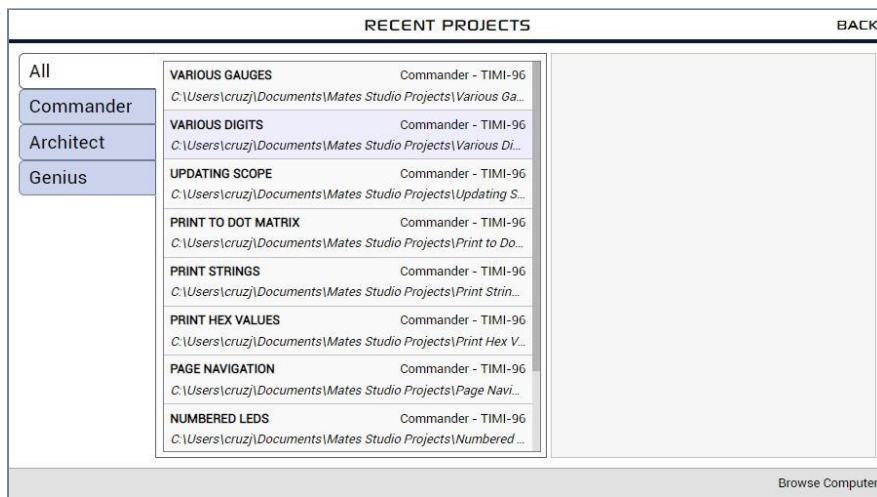 RECENT PROJECTS
BACK
All
Commander
Architect
Genius
VARIOUS GAUGES Commander - TIMI-96
C:\Users\cruzj\Documents\Mates Studio Projects\Various Ga...
VARIOUS DIGITS Commander - TIMI-96
C:\Users\cruzj\Documents\Mates Studio Projects\Various Di...
UPDATING SCOPE Commander - TIMI-96
C:\Users\cruzj\Documents\Mates Studio Projects\Updating S...
PRINT TO DOT MATRIX Commander - TIMI-96
C:\Users\cruzj\Documents\Mates Studio Projects\Print to Do...
PRINT STRINGS Commander - TIMI-96
C:\Users\cruzj\Documents\Mates Studio Projects\Print Strin...
PRINT HEX VALUES Commander - TIMI-96
C:\Users\cruzj\Documents\Mates Studio Projects\Print Hex V...
PAGE NAVIGATION Commander - TIMI-96
C:\Users\cruzj\Documents\Mates Studio Projects\Page Navi...
NUMBERED LEDS Commander - TIMI-96
C:\Users\cruzj\Documents\Mates Studio Projects\Numbered ...
Browse Computer